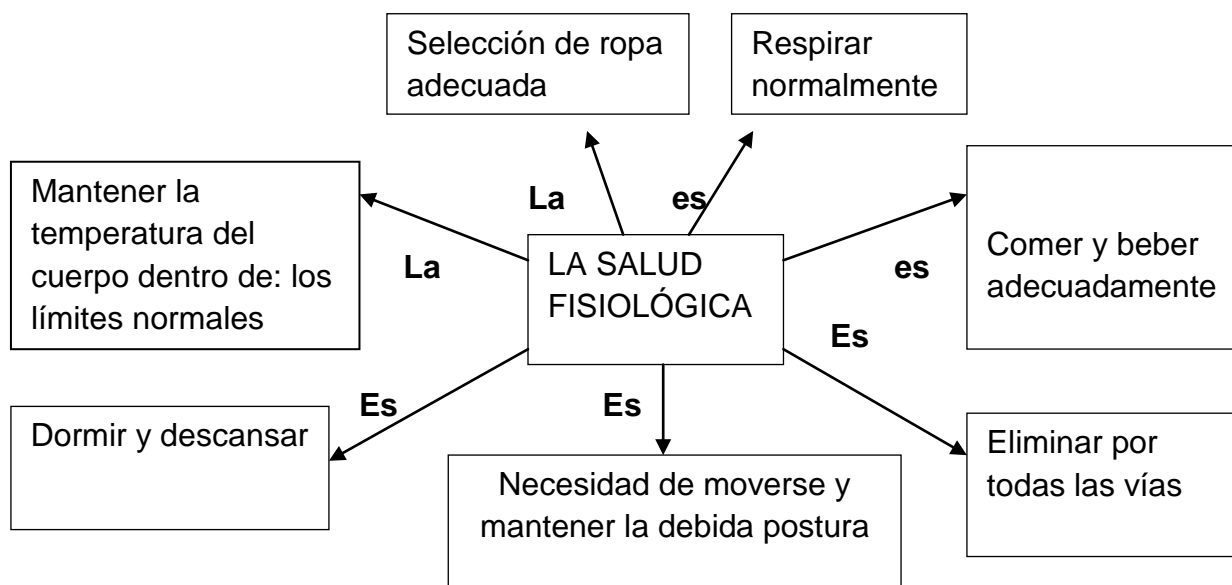 Selección de ropa
adecuada
Respirar
normalmente
Mantener la
temperatura del
cuerpo dentro de: los
límites normales
La
es
La
LA SALUD
FISIOLÓGICA
es
Comer y beber
adecuadamente
Es
Es
Es
Dormir y descansar
Necesidad de moverse y
mantener la debida postura
Eliminar por
todas las vías